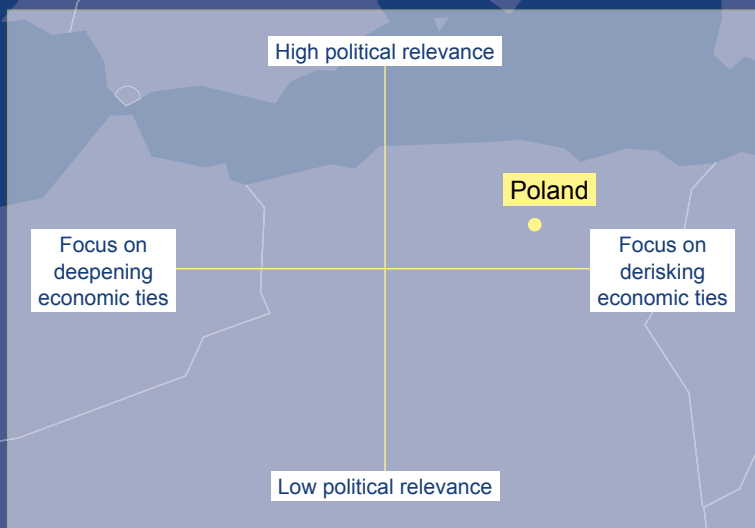 High political relevance
Poland
Focus on
deepening
economic ties
Focus on
derisking
economic ties
Low political relevance